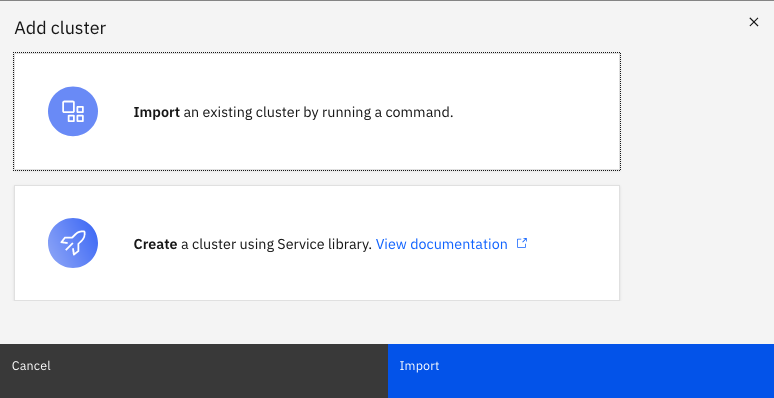 Add cluster
Import an existing cluster by running a command.
Create a cluster using Service library. View documentation
Cancel
Import